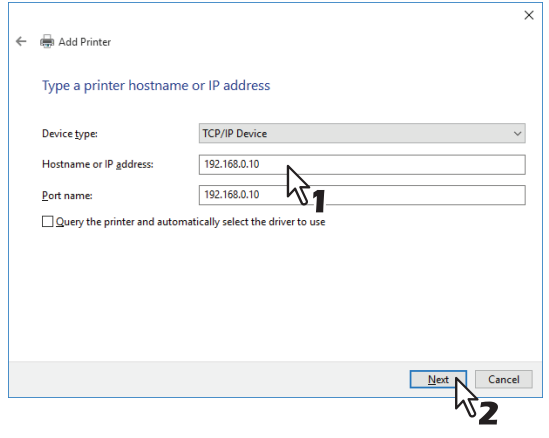 Add Printer
Type a printer hostname or IP address
Device type: TCP/IP Device
Hostname or IP address: 192.168.0.10
1
Port name: 192.168.0.10
Query the printer and automatically select the driver to use
Next Cancel
2